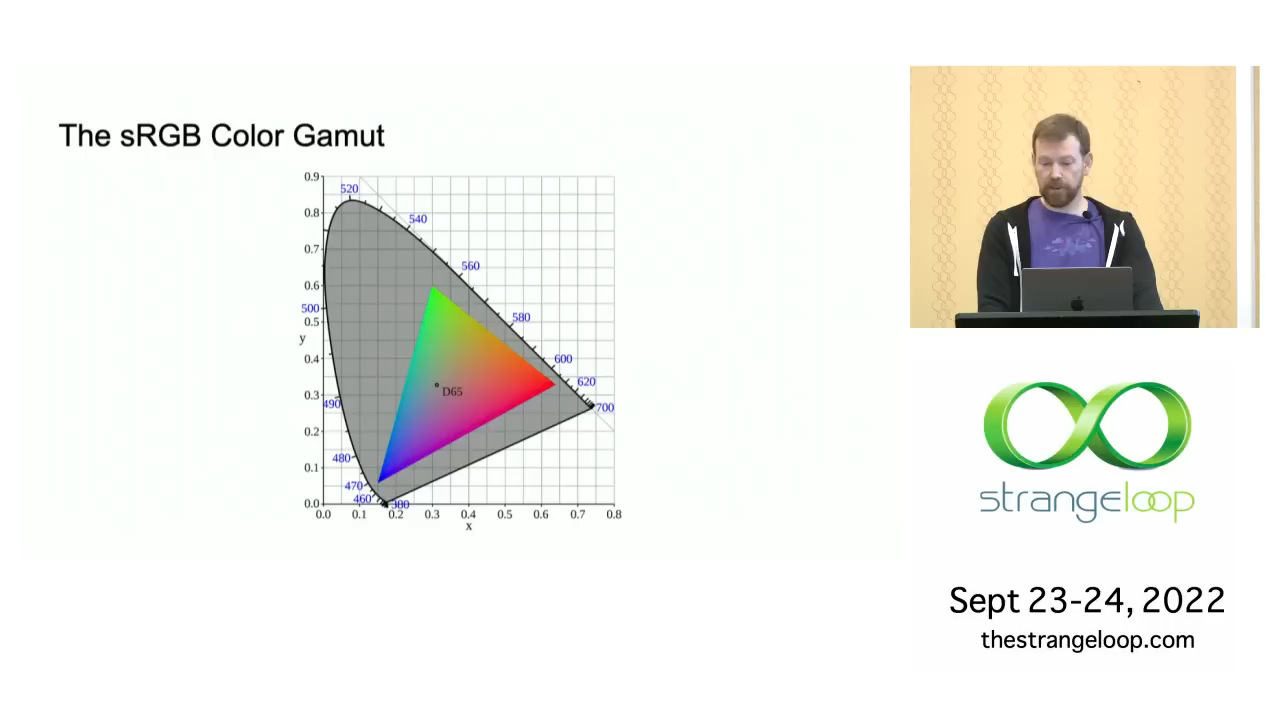 The sRGB Color Gamut
0.9
0.8
0.7
0.6
0.5
0.4
0.3
0.2
0.1
0.0
y
0.0 0.1 0.2 0.3 0.4 0.5 0.6 0.7 0.8
x
520
540
560
580
600
620
700
500
490
480
470
460
380
D65
strangeloop
Sept 23-24, 2022
thestrangeloop.com